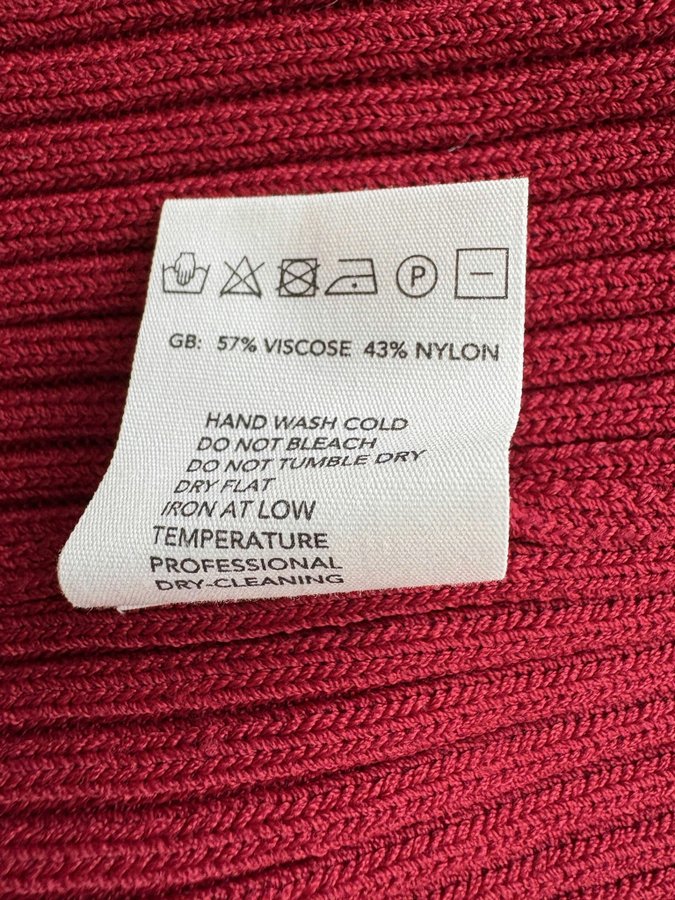 P
GB: 57% VISCOSE 43% NYLON
HAND WASH COLD
DO NOT BLEACH
DO NOT TUMBLE DRY
DRY FLAT
IRON AT LOW
TEMPERATURE
PROFESSIONAL
DRY-CLEANING